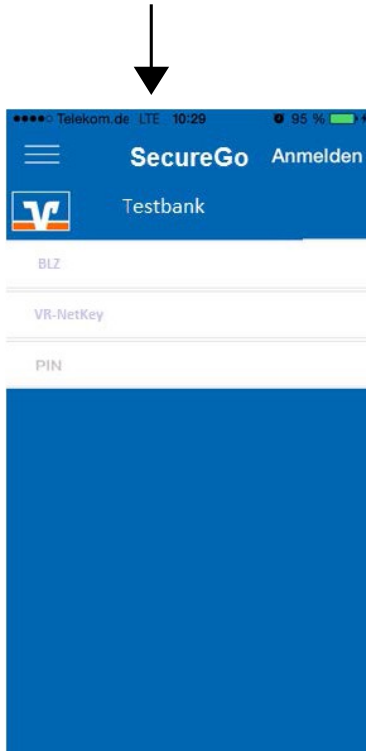 Telekom.de LTE 10:29 95 %
SecureGo Anmelden
Testbank
BLZ
VR-NetKey
PIN